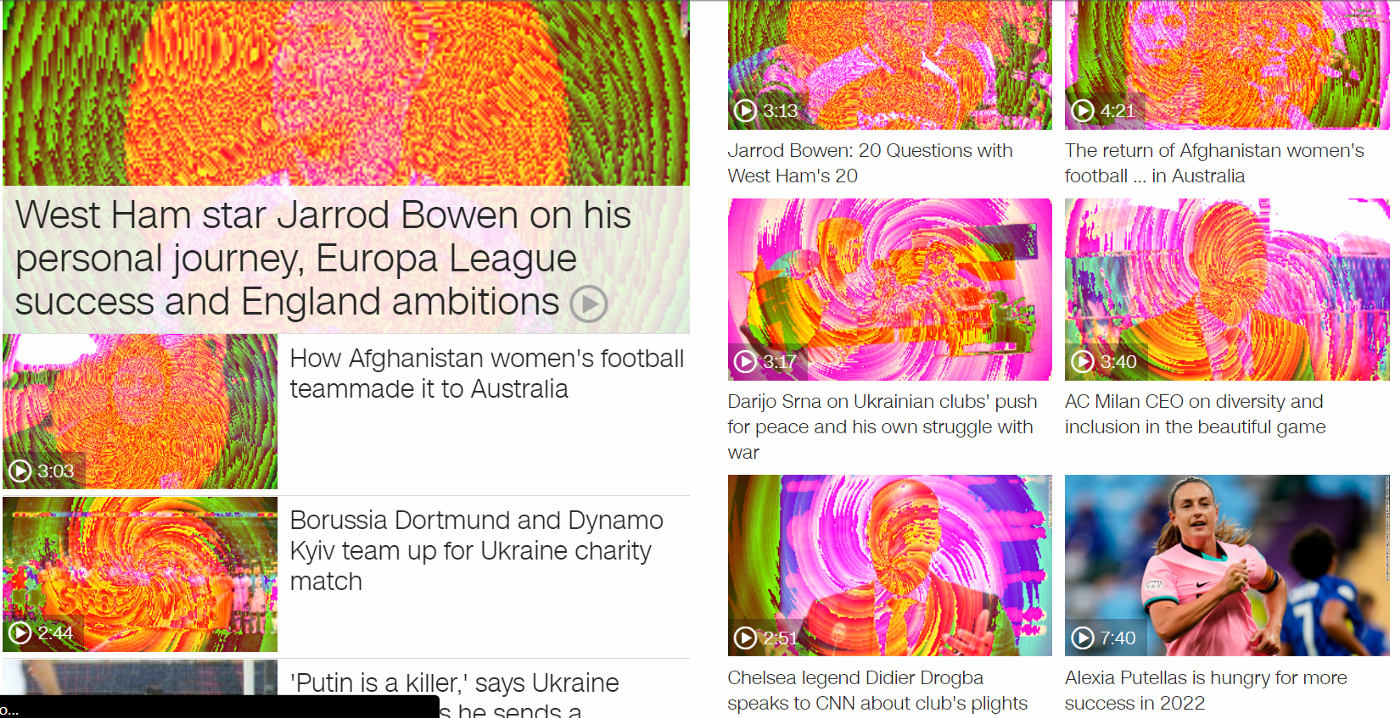 West Ham star Jarrod Bowen on his
personal journey, Europa League
success and England ambitions
3:03
How Afghanistan women's football
teammade it to Australia
2:44
Borussia Dortmund and Dynamo
Kyiv team up for Ukraine charity
match
'Putin is a killer,' says Ukraine
s he sends a
o...
3:13
Jarrod Bowen: 20 Questions with
West Ham's 20
4:21
The return of Afghanistan women's
football ... in Australia
3:17
Darijo Srna on Ukrainian clubs' push
for peace and his own struggle with
war
3:40
AC Milan CEO on diversity and
inclusion in the beautiful game
2:51
Chelsea legend Didier Drogba
speaks to CNN about club's plights
7:40
7
Alexia Putellas is hungry for more
success in 2022